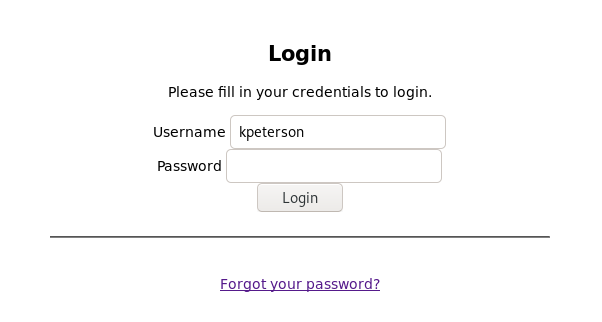 Login
Please fill in your credentials to login.
Username kpeterson
Password
Login
Forgot your password?